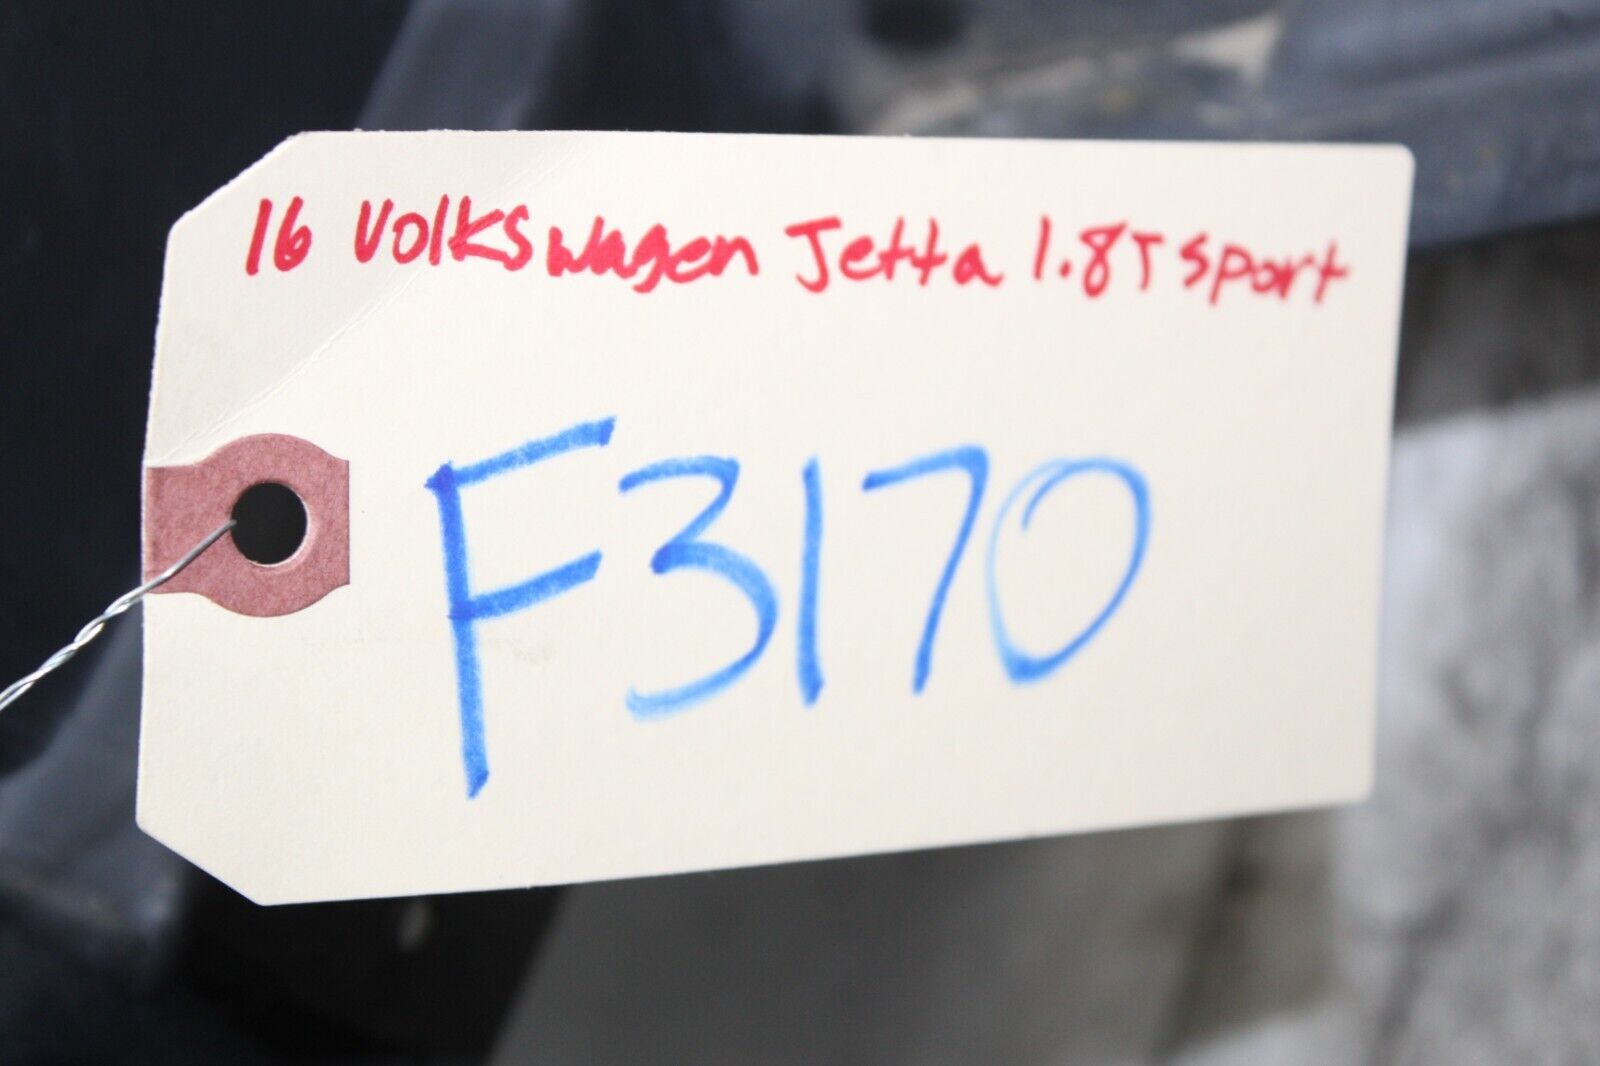 16 Volkswagen Jetta 1.8T Sport
F3170